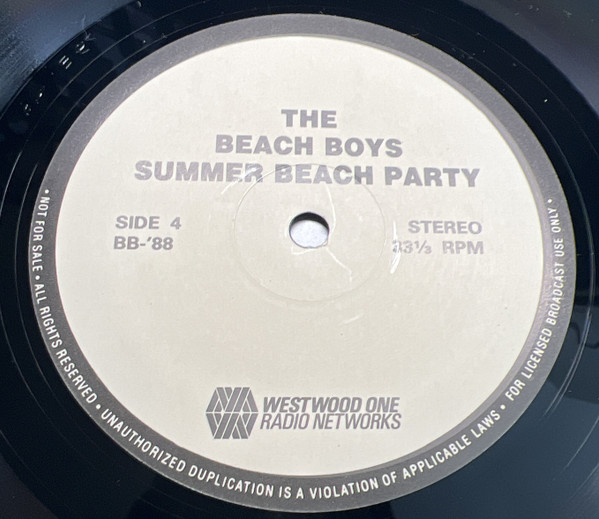 THE
BEACH BOYS
SUMMER BEACH PARTY
SIDE 4
BB-'88
STEREO
33⅓ RPM
WESTWOOD ONE
RADIO NETWORKS
• NOT FOR SALE • ALL RIGHTS RESERVED • UNAUTHORIZED DUPLICATION IS A VIOLATION OF APPLICABLE LAWS • FOR LICENSED BROADCAST USE ONLY •